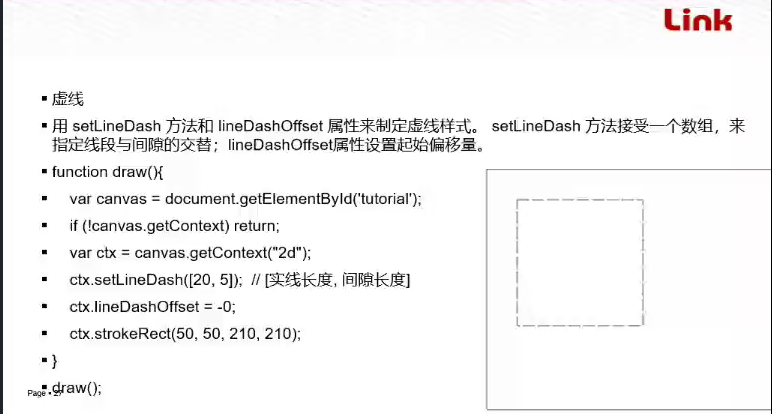 Link
▪ 虚线
▪ 用 setLineDash 方法和 lineDashOffset 属性来制定虚线样式。 setLineDash 方法接受一个数组，来
指定线段与间隙的交替；lineDashOffset属性设置起始偏移量。
▪ function draw(){
▪ var canvas = document.getElementById('tutorial');
▪ if (!canvas.getContext) return;
▪ var ctx = canvas.getContext("2d");
▪ ctx.setLineDash([20, 5]); // [实线长度, 间隙长度]
▪ ctx.lineDashOffset = -0;
▪ ctx.strokeRect(50, 50, 210, 210);
▪ }
▪ draw();
Page ▪